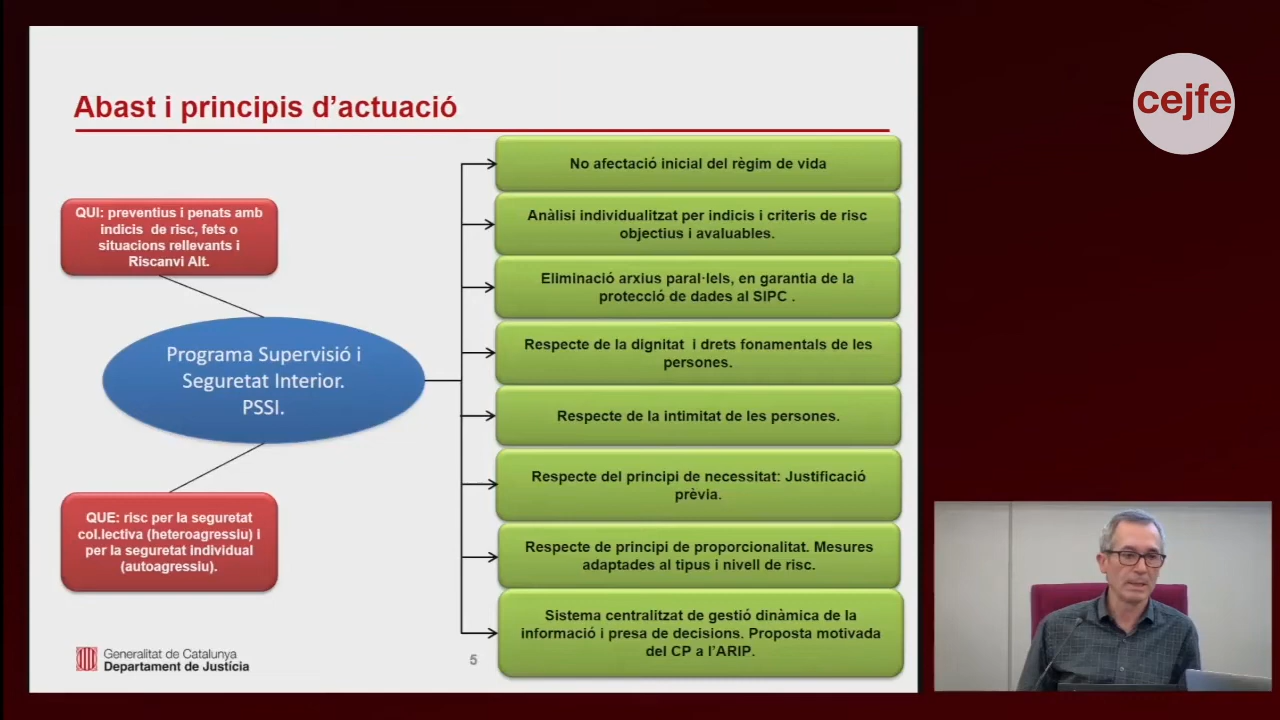 Abast i principis d'actuació
cejfe
QUI: preventius i penats amb
indicis de risc, fets o
situacions rellevants i
Riscanvi Alt.
Programa Supervisió i
Seguretat Interior.
PSSI.
QUE: risc per la seguretat
col.lectiva (heteroagressiu) i
per la seguretat individual
(autoagressiu).
No afectació inicial del règim de vida
Anàlisi individualitzat per indicis i criteris de risc
objectius i avaluables.
Eliminació arxius paral·lels, en garantia de la
protecció de dades al SIPC .
Respecte de la dignitat i drets fonamentals de les
persones.
Respecte de la intimitat de les persones.
Respecte del principi de necessitat: Justificació
prèvia.
Respecte de principi de proporcionalitat. Mesures
adaptades al tipus i nivell de risc.
Sistema centralitzat de gestió dinàmica de la
informació i presa de decisions. Proposta motivada
del CP a l'ARIP.
Generalitat de Catalunya
Departament de Justícia
5